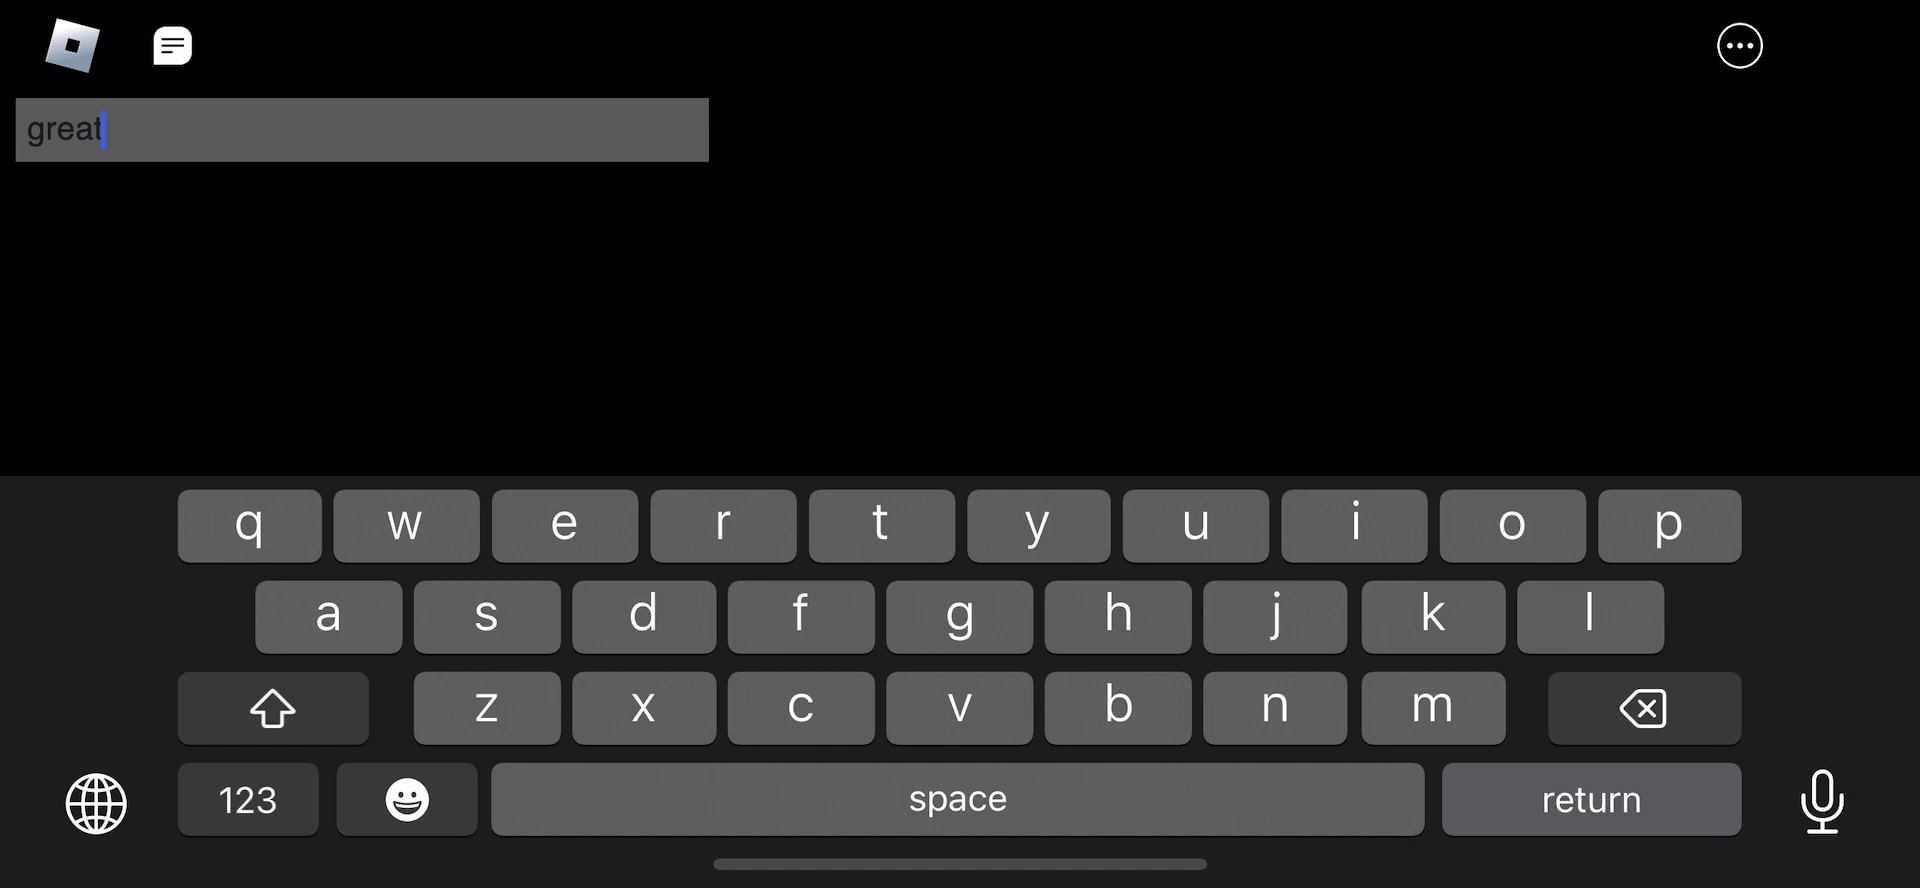 great
q w e r t y u i o p
a s d f g h j k l
z x c v b n m
123 space return